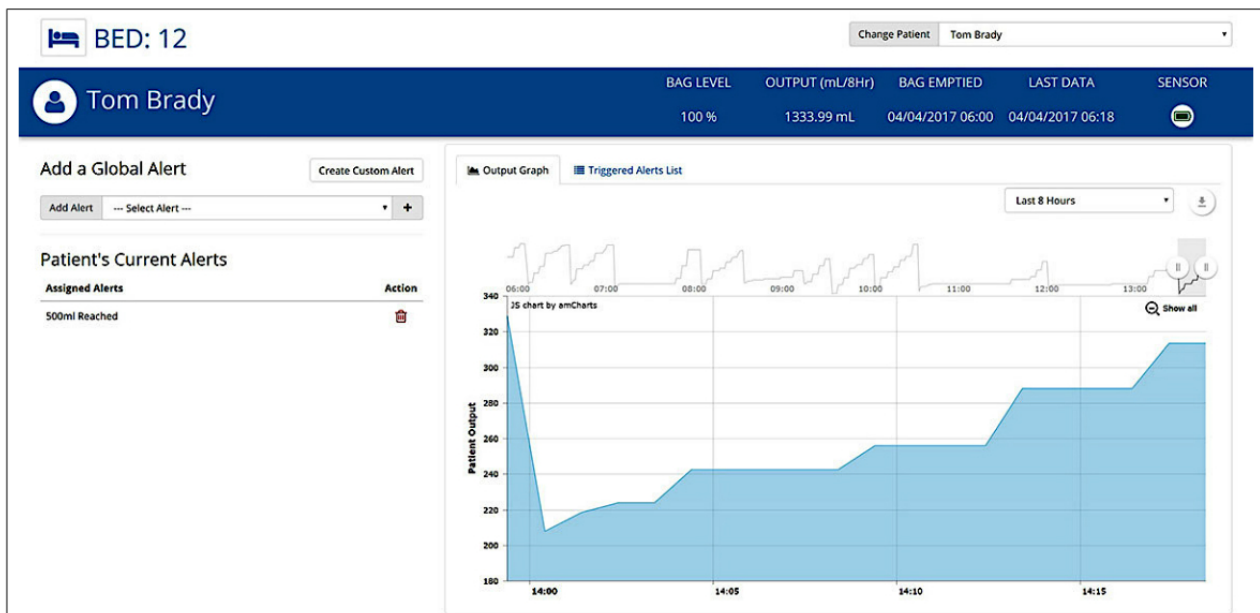 BED: 12
Change Patient Tom Brady
Tom Brady
BAG LEVEL OUTPUT (mL/8Hr) BAG EMPTIED LAST DATA SENSOR
100 % 1333.99 mL 04/04/2017 06:00 04/04/2017 06:18
Add a Global Alert Create Custom Alert
Add Alert --- Select Alert --- +
Patient's Current Alerts
Assigned Alerts Action
500ml Reached
Output Graph Triggered Alerts List
Last 8 Hours
06:00 07:00 08:00 09:00 10:00 11:00 12:00 13:00
JS chart by amCharts Show all
340
320
300
280
260
240
220
200
180
Patient Output
14:00 14:05 14:10 14:15